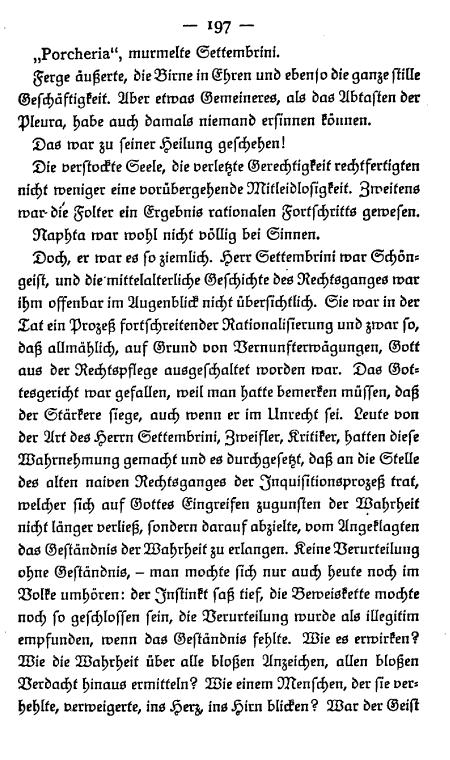 — 197 —
„Porcheria“, murmelte Settembrini.
Ferge äußerte, die Birne in Ehren und ebenso die ganze stille
Geschäftigkeit. Aber etwas Gemeineres, als das Abtasten der
Pleura, habe auch damals niemand ersinnen können.
Das war zu seiner Heilung geschehen!
Die verstockte Seele, die verletzte Gerechtigkeit rechtfertigten
nicht weniger eine vorübergehende Mitleidlosigkeit. Zweitens
war die Folter ein Ergebnis rationalen Fortschritts gewesen.
Naphta war wohl nicht völlig bei Sinnen.
Doch, er war es so ziemlich. Herr Settembrini war Schön-
geist, und die mittelalterliche Geschichte des Rechtsganges war
ihm offenbar im Augenblick nicht übersichtlich. Sie war in der
Tat ein Prozeß fortschreitender Rationalisierung und zwar so,
daß allmählich, auf Grund von Vernunfterwägungen, Gott
aus der Rechtspflege ausgeschaltet worden war. Das Got-
tesgericht war gefallen, weil man hatte bemerken müssen, daß
der Stärkere siege, auch wenn er im Unrecht sei. Leute von
der Art des Herrn Settembrini, Zweifler, Kritiker, hatten diese
Wahrnehmung gemacht und es durchgesetzt, daß an die Stelle
des alten naiven Rechtsganges der Inquisitionsprozeß trat,
welcher sich auf Gottes Eingreifen zugunsten der Wahrheit
nicht länger verließ, sondern darauf abzielte, vom Angeklagten
das Geständnis der Wahrheit zu erlangen. Keine Verurteilung
ohne Geständnis, – man mochte sich nur auch heute noch im
Volke umhören: der Instinkt saß tief, die Beweiskette mochte
noch so geschlossen sein, die Verurteilung wurde als illegitim
empfunden, wenn das Geständnis fehlte. Wie es erwirken?
Wie die Wahrheit über alle bloßen Anzeichen, allen bloßen
Verdacht hinaus ermitteln? Wie einem Menschen, der sie ver-
hehlte, verweigerte, ins Herz, ins Hirn blicken? War der Geist